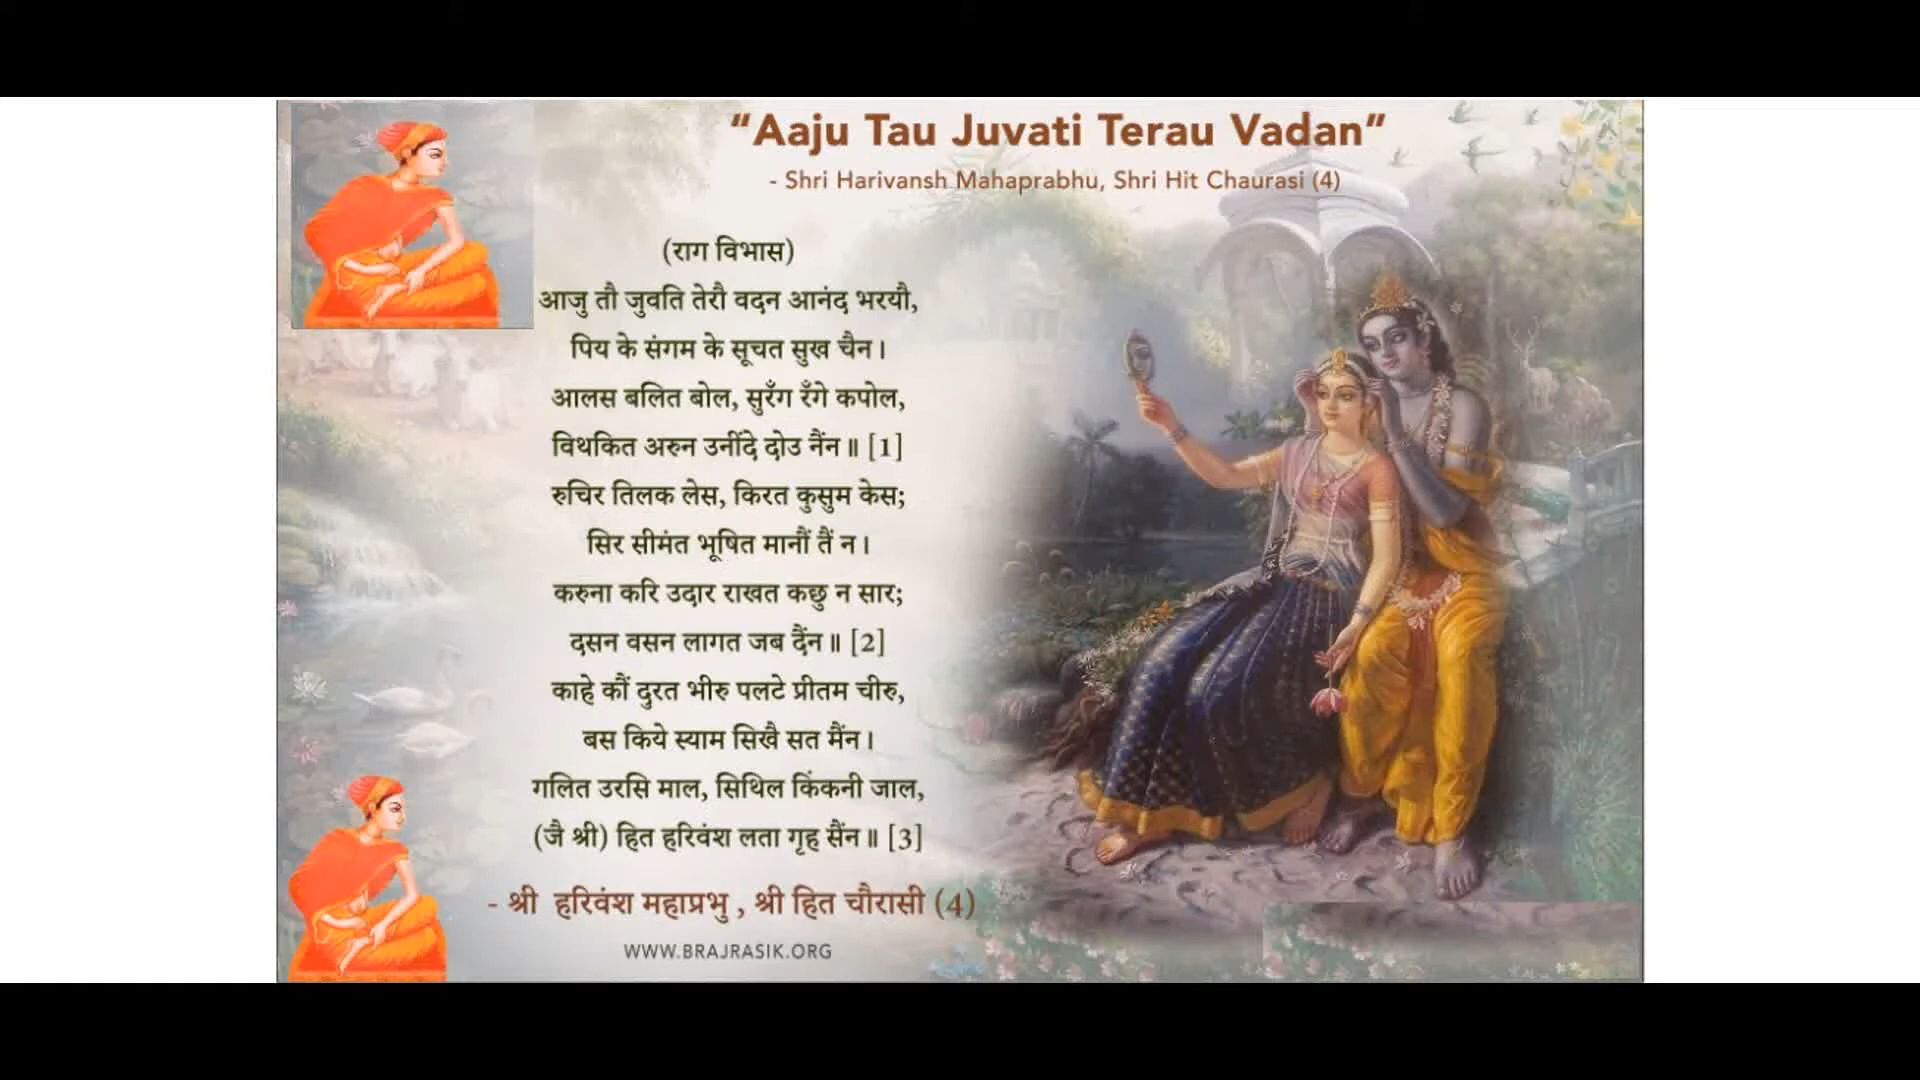 “Aaju Tau Juvati Terau Vadan”
- Shri Harivansh Mahaprabhu, Shri Hit Chaurasi (4)
(राग विभास)
आजु तौ जुवति तेरौ वदन आनंद भरयौ,
पिय के संगम के सूचत सुख चैन।
आलस बलित बोल, सुरँग रँगे कपोल,
विथकित अरुन उनींदे दोउ नैंन॥ [1]
रुचिर तिलक लेस, किरत कुसुम केस;
सिर सीमंत भूषित मानौं तैं न।
करुना करि उदार राखत कछु न सार;
दसन वसन लागत जब दैंन॥ [2]
काहे कौं दुरत भीरु पलटे प्रीतम चीरु,
बस किये स्याम सिखै सत मैंन।
गलित उरसि माल, सिथिल किंकनी जाल,
(जै श्री) हित हरिवंश लता गृह सैंन॥ [3]
- श्री हरिवंश महाप्रभु , श्री हित चौरासी (4)
WWW.BRAJRASIK.ORG